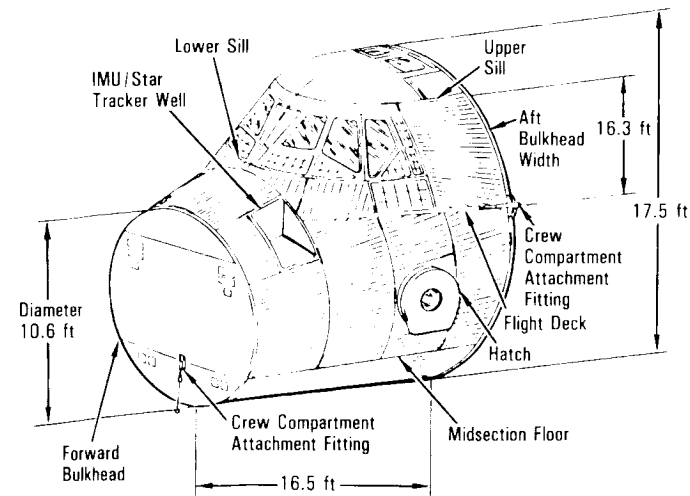 Lower Sill
Upper
Sill
IMU/Star
Tracker Well
Aft
Bulkhead
Width
16.3 ft
17.5 ft
Crew
Compartment
Attachment
Fitting
Diameter
10.6 ft
Flight Deck
Hatch
Crew Compartment
Attachment Fitting
Midsection Floor
Forward
Bulkhead
16.5 ft